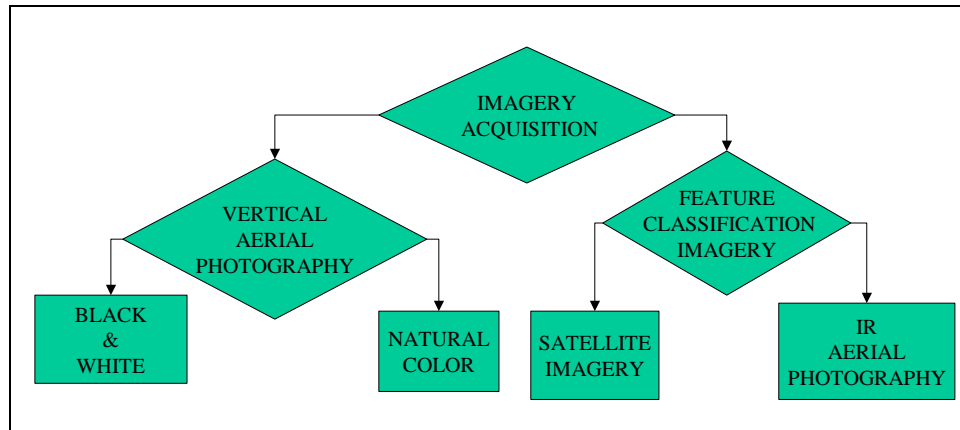 IMAGERY
ACQUISITION
VERTICAL
AERIAL
PHOTOGRAPHY
FEATURE
CLASSIFICATION
IMAGERY
BLACK
&
WHITE
NATURAL
COLOR
SATELLITE
IMAGERY
IR
AERIAL
PHOTOGRAPHY